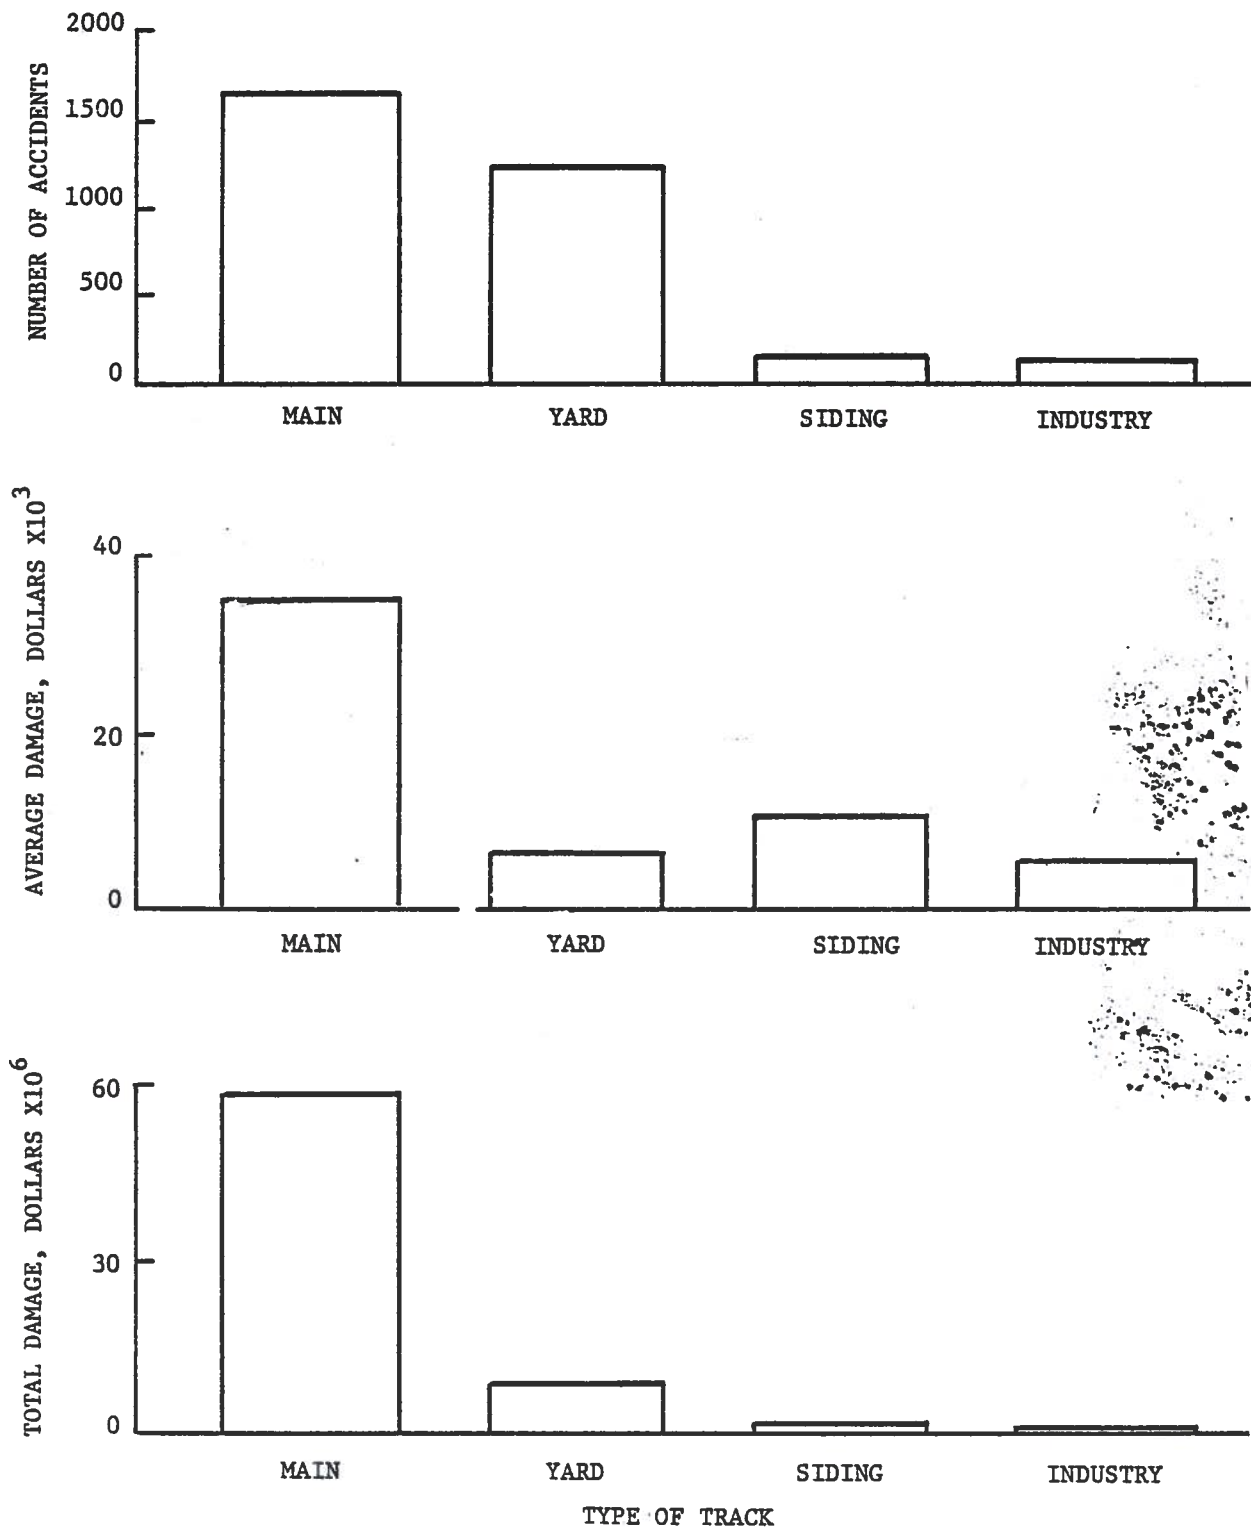 NUMBER OF ACCIDENTS
2000
1500
1000
500
0
MAIN YARD SIDING INDUSTRY
AVERAGE DAMAGE, DOLLARS X10³
40
20
0
MAIN YARD SIDING INDUSTRY
TOTAL DAMAGE, DOLLARS X10⁶
60
30
0
MAIN YARD SIDING INDUSTRY
TYPE OF TRACK